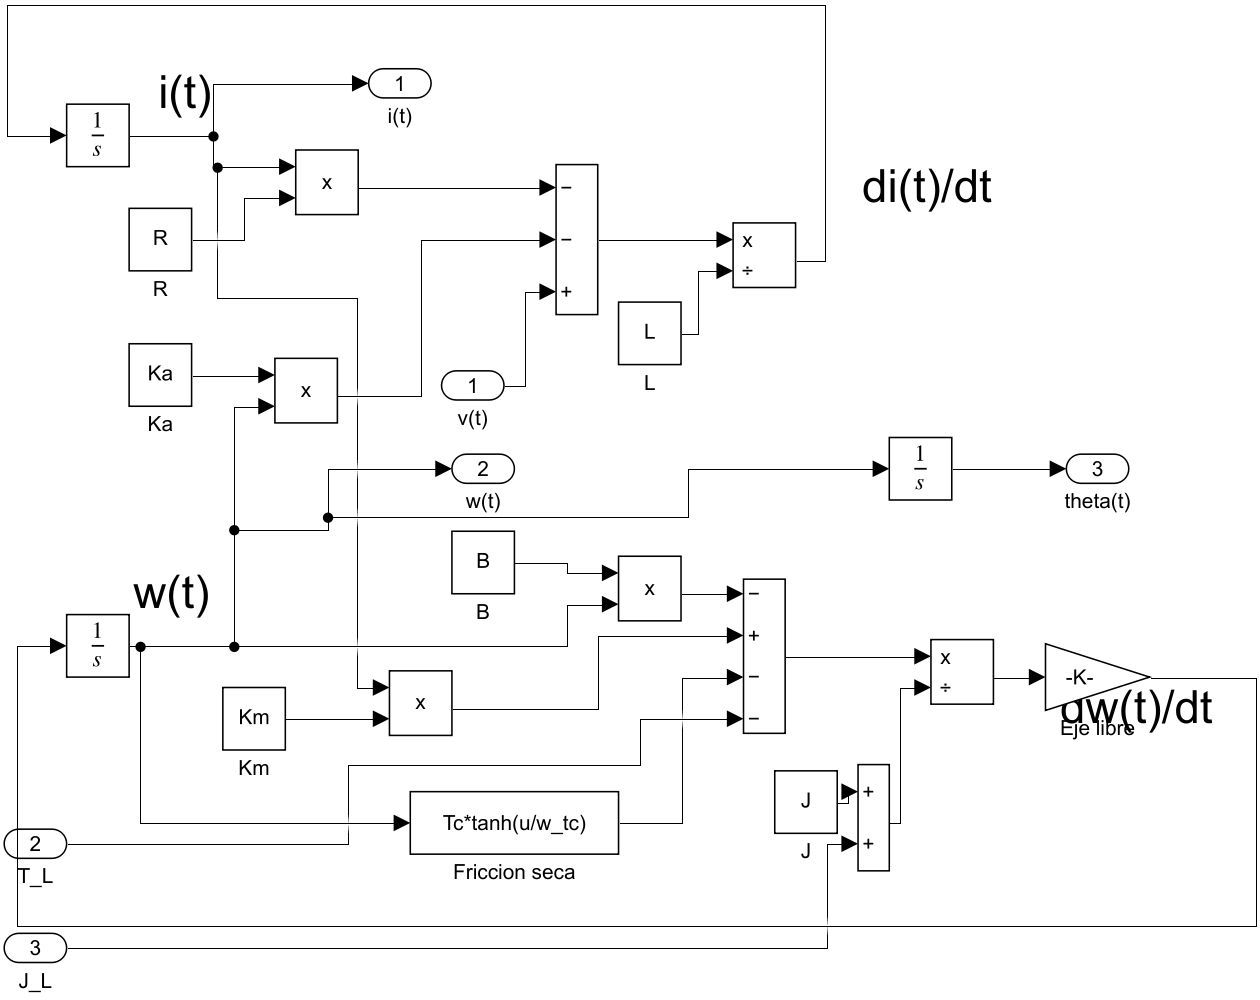 i(t)
1
i(t)
1
s
x
−
R
R
di(t)/dt
−
x
÷
+
L
L
Ka
Ka
x
1
v(t)
2
w(t)
1
s
3
theta(t)
B
B
x
w(t)
1
s
−
+
−
−
x
÷
-K-
dw(t)/dt
Eje libre
Km
Km
x
J
J
+
+
Tc*tanh(u/w_tc)
Friccion seca
2
T_L
3
J_L